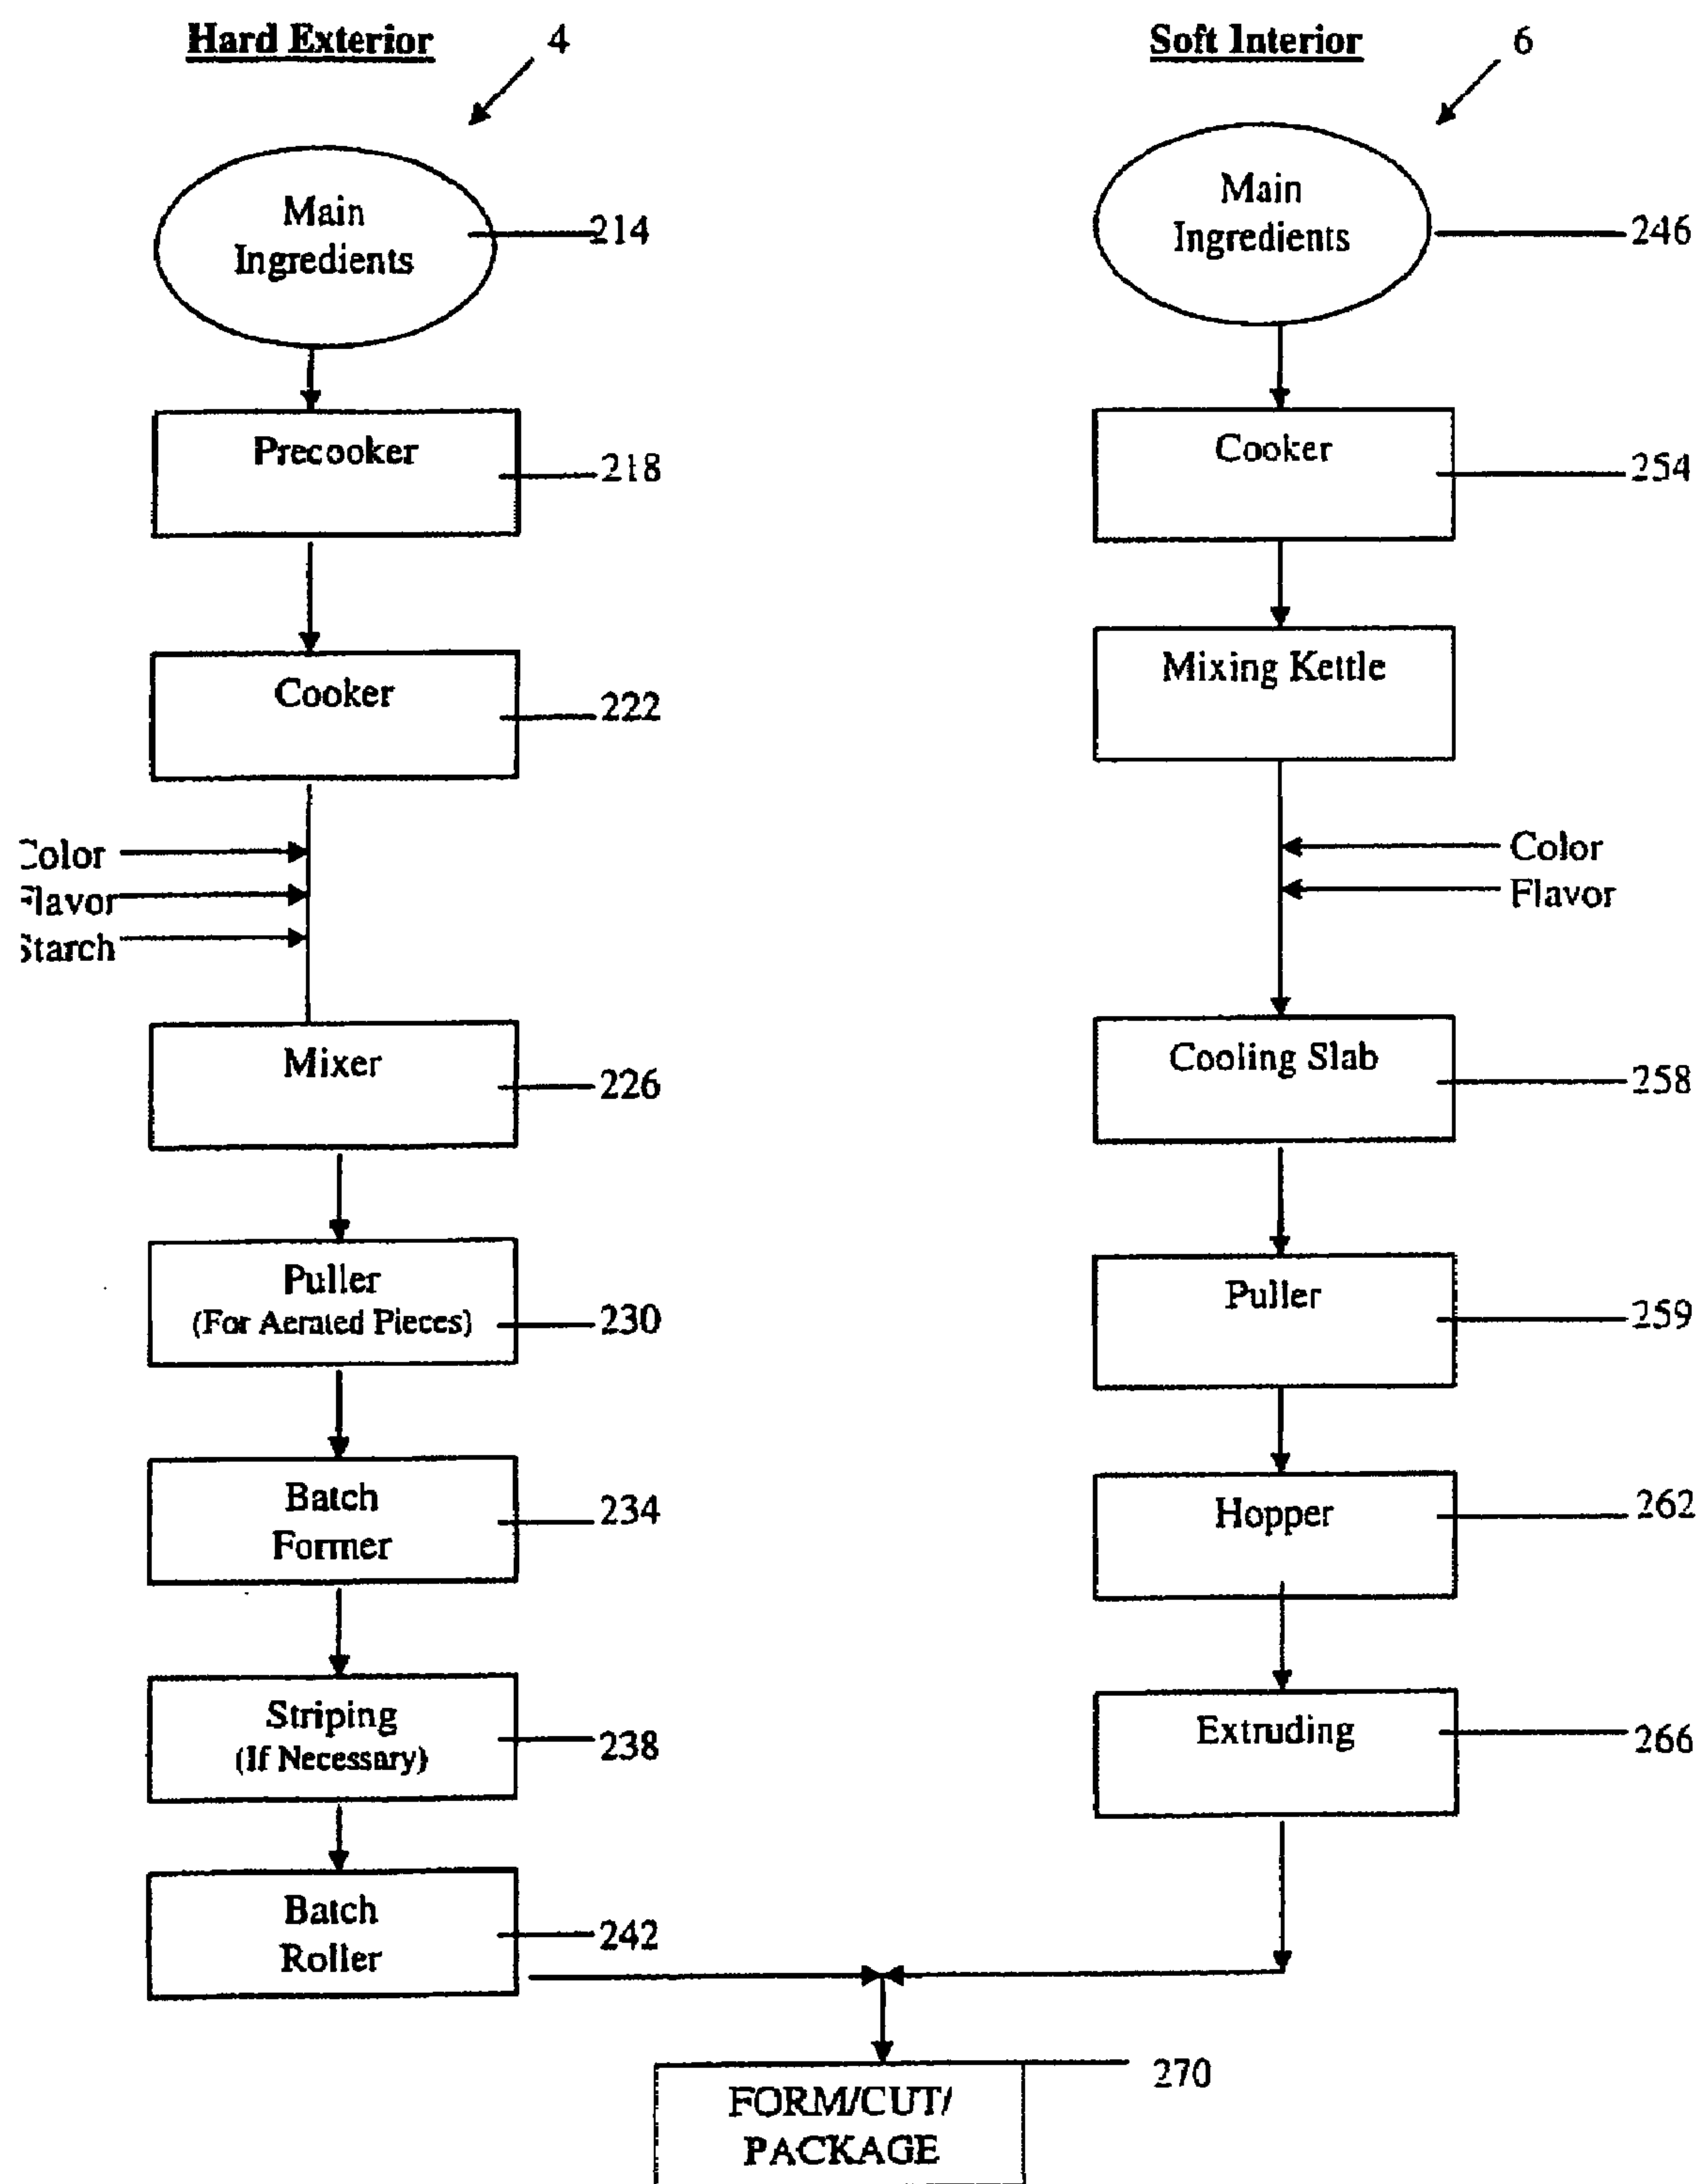 Hard Exterior
4
Main
Ingredients
214
Precooker
218
Cooker
222
Color
Flavor
Starch
Mixer
226
Puller
(For Aerated Pieces)
230
Batch
Former
234
Striping
(If Necessary)
238
Batch
Roller
242
Soft Interior
6
Main
Ingredients
246
Cooker
254
Mixing Kettle
Color
Flavor
Cooling Slab
258
Puller
259
Hopper
262
Extruding
266
FORM/CUT/
PACKAGE
270